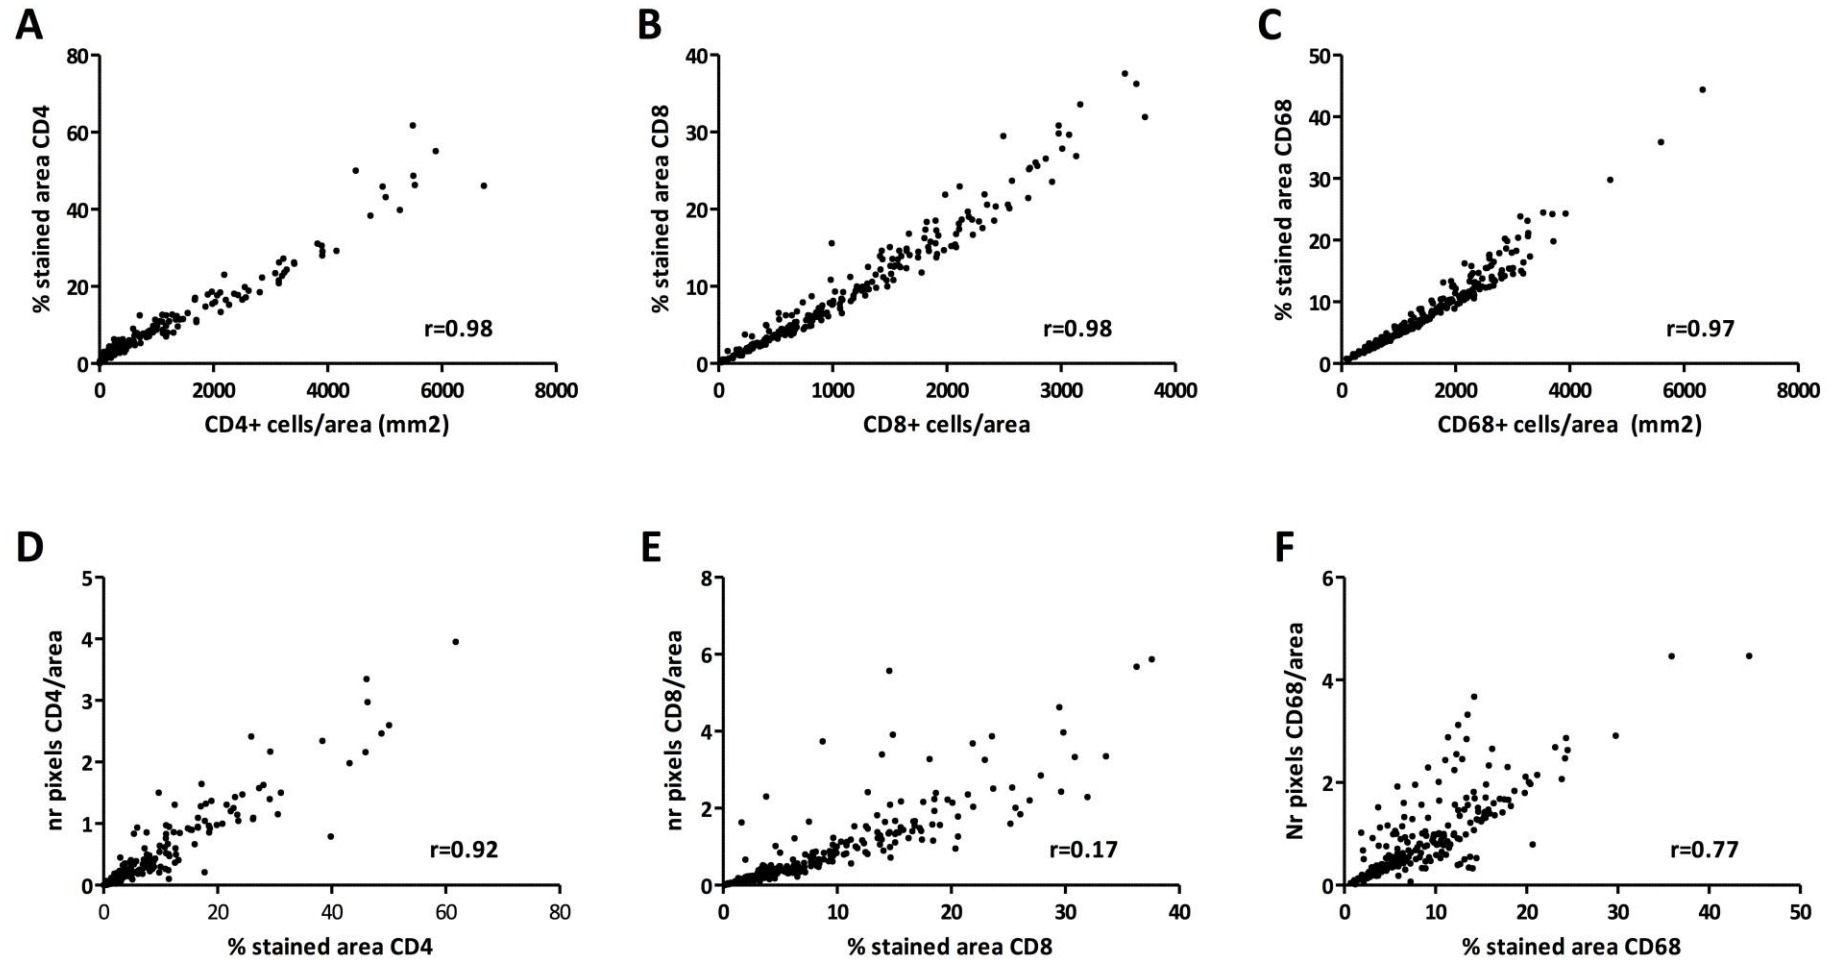 A
B
C
80
60
40
20
0
% stained area CD4
r=0.98
0 2000 4000 6000 8000
CD4+ cells/area (mm2)
40
30
20
10
0
% stained area CD8
r=0.98
0 1000 2000 3000 4000
CD8+ cells/area
50
40
30
20
10
0
% stained area CD68
r=0.97
0 2000 4000 6000 8000
CD68+ cells/area (mm2)
D
E
F
5
4
3
2
1
0
nr pixels CD4/area
r=0.92
0 20 40 60 80
% stained area CD4
8
6
4
2
0
nr pixels CD8/area
r=0.17
0 10 20 30 40
% stained area CD8
6
4
2
0
Nr pixels CD68/area
r=0.77
0 10 20 30 40 50
% stained area CD68